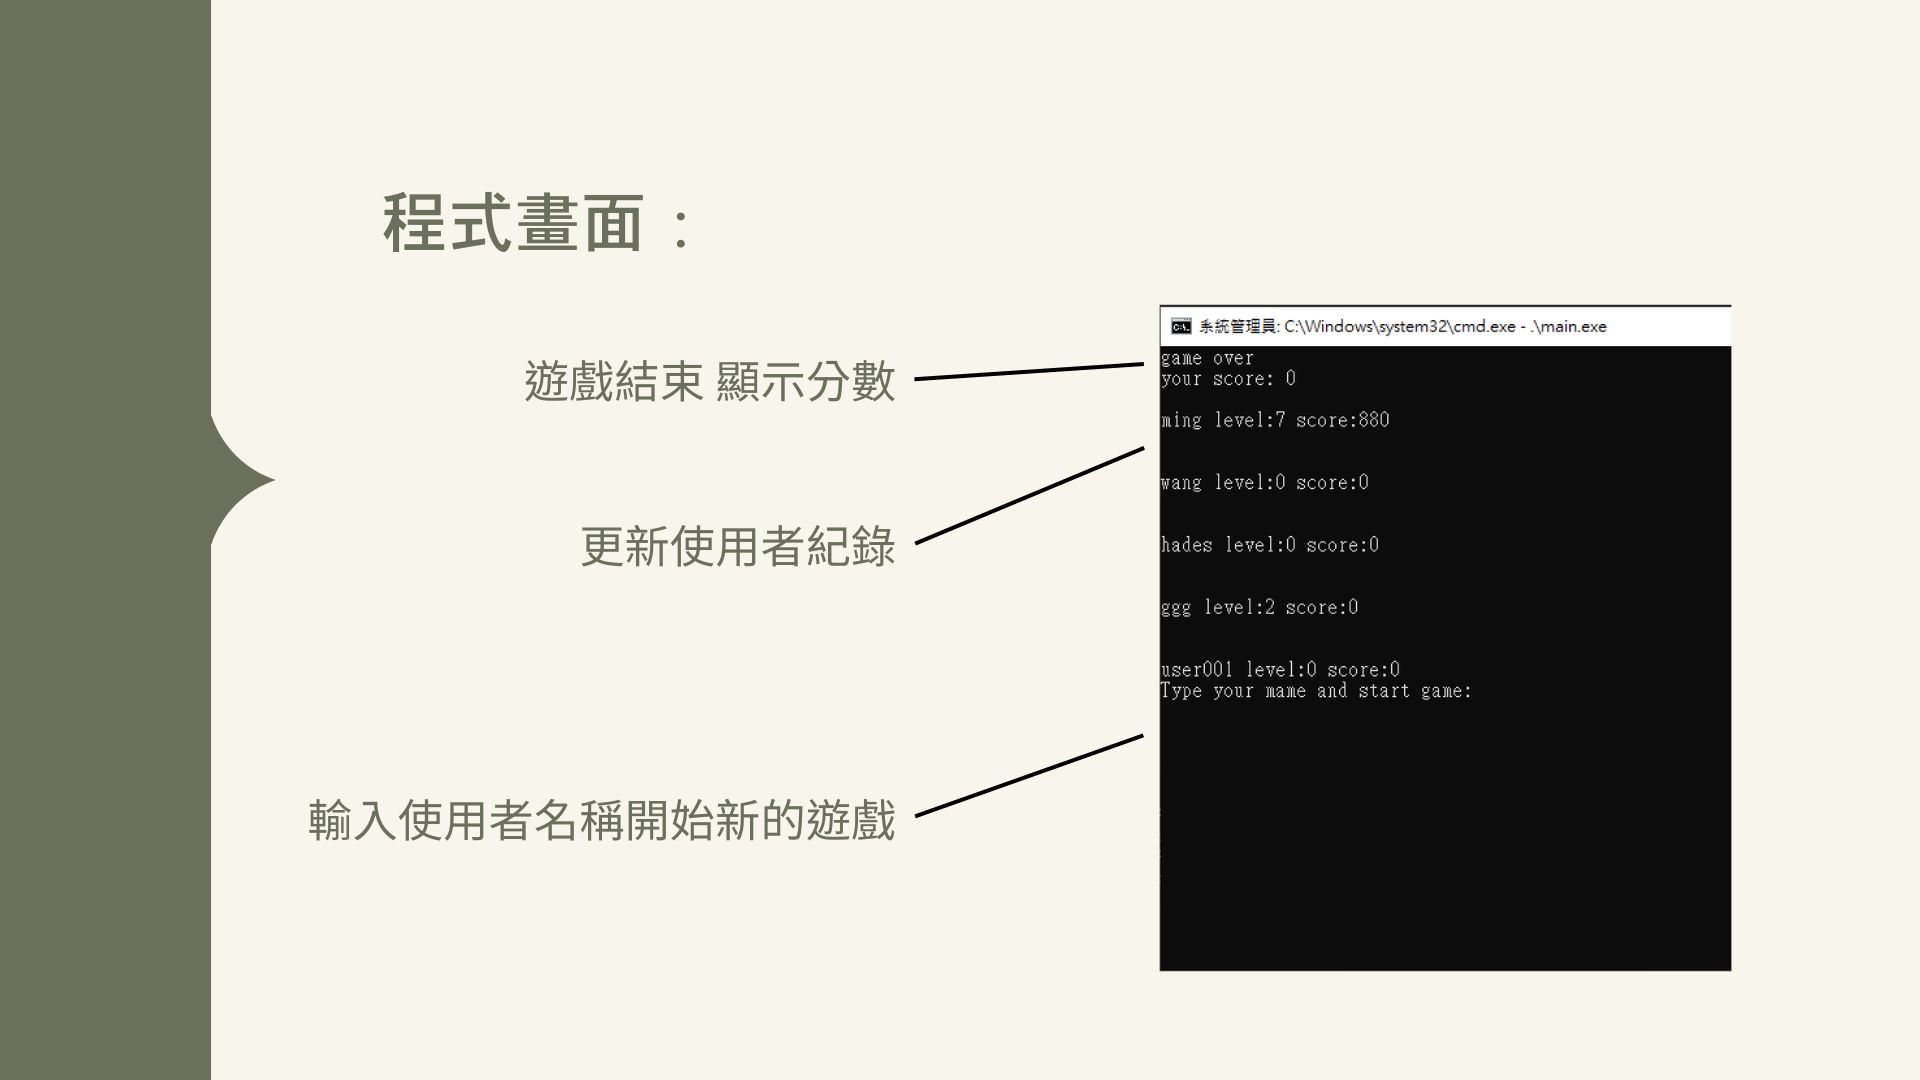 程式畫面：
遊戲結束 顯示分數
更新使用者紀錄
輸入使用者名稱開始新的遊戲
系統管理員: C:\Windows\system32\cmd.exe - .\main.exe
game over
your score: 0
ming level:7 score:880
wang level:0 score:0
hades level:0 score:0
ggg level:2 score:0
user001 level:0 score:0
Type your mame and start game: